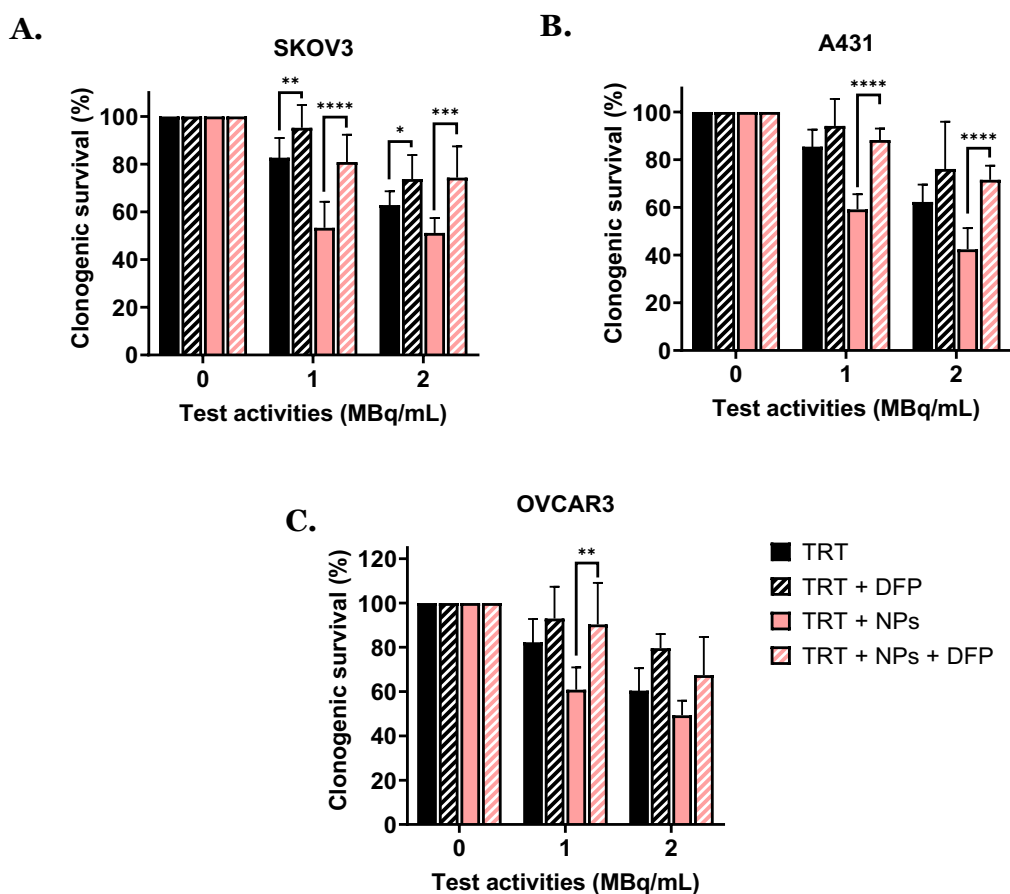 A.
SKOV3
** **** * ***
100
80
60
40
20
0
Clonogenic survival (%)
0 1 2
Test activities (MBq/mL)
B.
A431
**** ****
100
80
60
40
20
0
Clonogenic survival (%)
0 1 2
Test activities (MBq/mL)
C.
OVCAR3
**
120
100
80
60
40
20
0
Clonogenic survival (%)
0 1 2
Test activities (MBq/mL)
TRT
TRT + DFP
TRT + NPs
TRT + NPs + DFP